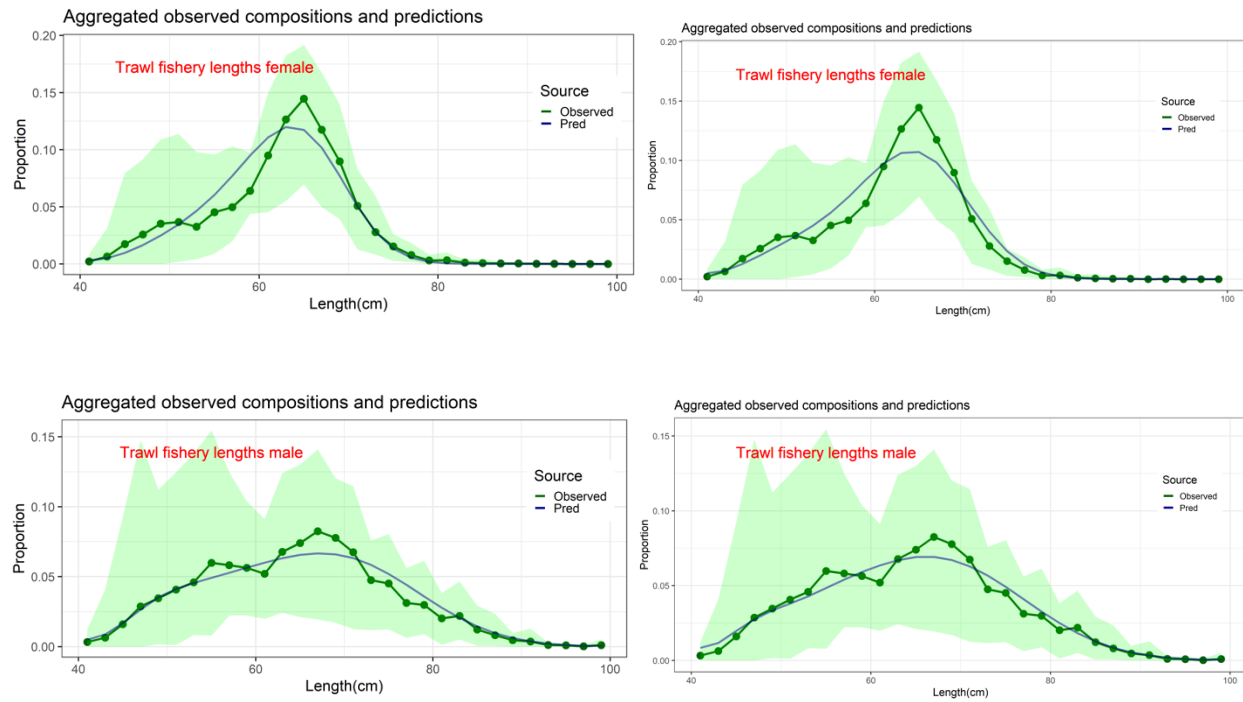 Aggregated observed compositions and predictions
Trawl fishery lengths female
Source
Observed
Pred
Proportion
0.20
0.15
0.10
0.05
0.00
40
60
80
100
Length(cm)
Aggregated observed compositions and predictions
Trawl fishery lengths female
Source
Observed
Pred
Proportion
0.20
0.15
0.10
0.05
0.00
40
60
80
100
Length(cm)
Aggregated observed compositions and predictions
Trawl fishery lengths male
Source
Observed
Pred
Proportion
0.15
0.10
0.05
0.00
40
60
80
100
Length(cm)
Aggregated observed compositions and predictions
Trawl fishery lengths male
Source
Observed
Pred
Proportion
0.15
0.10
0.05
0.00
40
60
80
100
Length(cm)